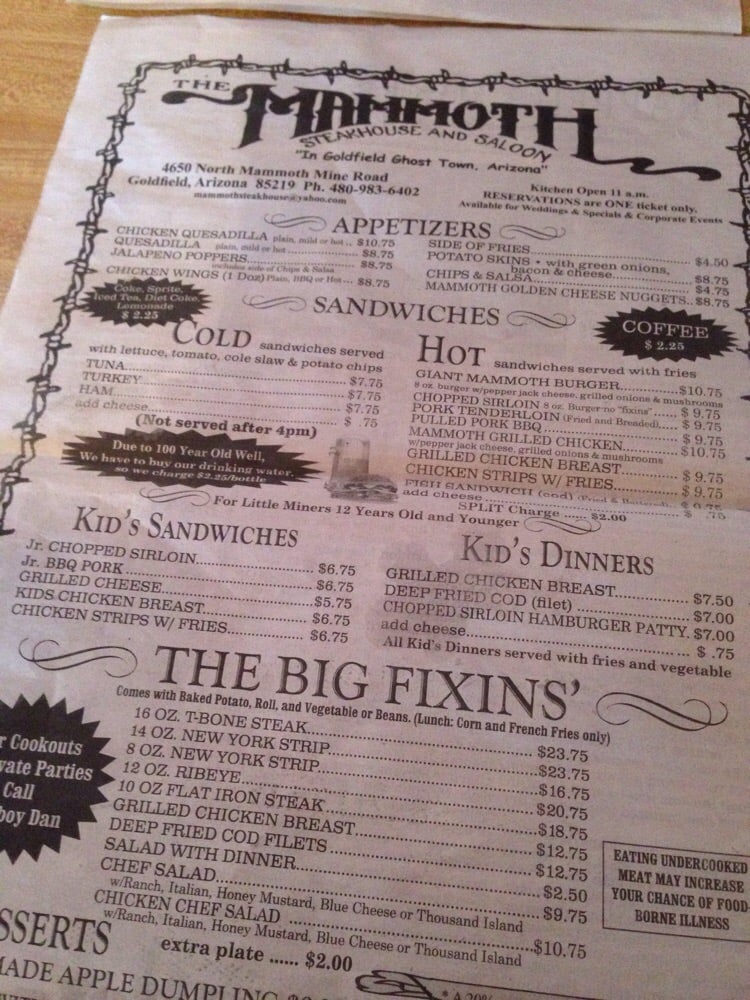 THE MAMMOTH
STEAKHOUSE AND SALOON
"In Goldfield Ghost Town, Arizona"
4650 North Mammoth Mine Road
Goldfield, Arizona 85219 Ph. 480-983-6402
mammothsteakhouse@yahoo.com
Kitchen Open 11 a.m.
RESERVATIONS are ONE ticket only.
Available for Weddings & Specials & Corporate Events
APPETIZERS
CHICKEN QUESADILLA plain, mild or hot .. $10.75
QUESADILLA plain, mild or hot ............ $8.75
JALAPENO POPPERS................ $8.75
includes side of Chips & Salsa
CHICKEN WINGS (1 Doz) Plain, BBQ or Hot... $8.75
SIDE OF FRIES........................ $4.50
POTATO SKINS • with green onions,
bacon & cheese............ $8.75
CHIPS & SALSA........................ $4.75
MAMMOTH GOLDEN CHEESE NUGGETS.. $8.75
Coke, Sprite,
Iced Tea, Diet Coke
Lemonade
$ 2.25
SANDWICHES
COFFEE
$ 2.25
COLD sandwiches served
with lettuce, tomato, cole slaw & potato chips
TUNA................................ $7.75
TURKEY............................ $7.75
HAM................................ $7.75
add cheese........................ $ .75
(Not served after 4pm)
Due to 100 Year Old Well,
We have to buy our drinking water.
so we charge $2.25/bottle
HOT sandwiches served with fries
GIANT MAMMOTH BURGER............ $10.75
8 oz. burger w/pepper jack cheese, grilled onions & mushrooms
CHOPPED SIRLOIN 8 oz. Burger no "fixins" ...... $ 9.75
PORK TENDERLOIN (Fried and Breaded)..... $ 9.75
PULLED PORK BBQ ........................ $ 9.75
MAMMOTH GRILLED CHICKEN............ $10.75
w/pepper jack cheese, grilled onions & mushrooms
GRILLED CHICKEN BREAST............ $ 9.75
CHICKEN STRIPS W/ FRIES............ $ 9.75
FISH SANDWICH (cod) (Fried & Battered).. $ 9.75
add cheese ........................ $ .75
SPLIT Charge ...... $2.00
For Little Miners 12 Years Old and Younger
KID's SANDWICHES
Jr. CHOPPED SIRLOIN.................. $6.75
Jr. BBQ PORK ........................ $6.75
GRILLED CHEESE........................ $5.75
KIDS CHICKEN BREAST.................. $6.75
CHICKEN STRIPS W/ FRIES............ $6.75
KID's DINNERS
GRILLED CHICKEN BREAST............ $7.50
DEEP FRIED COD (filet) .................. $7.00
CHOPPED SIRLOIN HAMBURGER PATTY. $7.00
add cheese.............................. $ .75
All Kid's Dinners served with fries and vegetable
THE BIG FIXINS'
Comes with Baked Potato, Roll, and Vegetable or Beans. (Lunch: Corn and French Fries only)
16 OZ. T-BONE STEAK.............................. $23.75
14 OZ. NEW YORK STRIP.............................. $23.75
8 OZ. NEW YORK STRIP.............................. $16.75
12 OZ. RIBEYE.............................. $20.75
10 OZ FLAT IRON STEAK .............................. $18.75
GRILLED CHICKEN BREAST.............................. $12.75
DEEP FRIED COD FILETS .............................. $12.75
SALAD WITH DINNER.............................. $2.50
CHEF SALAD.............................. $9.75
w/Ranch, Italian, Honey Mustard, Blue Cheese or Thousand Island
CHICKEN CHEF SALAD .............................. $10.75
w/Ranch, Italian, Honey Mustard, Blue Cheese or Thousand Island
extra plate ...... $2.00
r Cookouts
vate Parties
Call
boy Dan
EATING UNDERCOOKED
MEAT MAY INCREASE
YOUR CHANCE OF FOOD-
BORNE ILLNESS
SSERTS
MADE APPLE DUMPLING
* A 20%